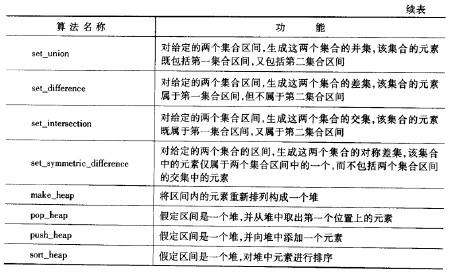 续表
算法名称 功能
set_union 对给定的两个集合区间,生成这两个集合的并集,该集合的元素
既包括第一集合区间,又包括第二集合区间
set_difference 对给定的两个集合区间,生成这两个集合的差集,该集合的元素
属于第一集合区间,但不属于第二集合区间
set_intersection 对给定的两个集合区间,生成这两个集合的交集,该集合的元素
既属于第一集合区间,又属于第二集合区间
set_symmetric_difference 对给定的两个集合的区间,生成这两个集合的对称差集,该集合
中的元素仅属于两个集合区间中的一个,而不包括两个集合区间
的交集中的元素
make_heap 将区间内的元素重新排列构成一个堆
pop_heap 假定区间是一个堆,并从堆中取出第一个位置上的元素
push_heap 假定区间是一个堆,并向堆中添加一个元素
sort_heap 假定区间是一个堆,对堆中元素进行排序